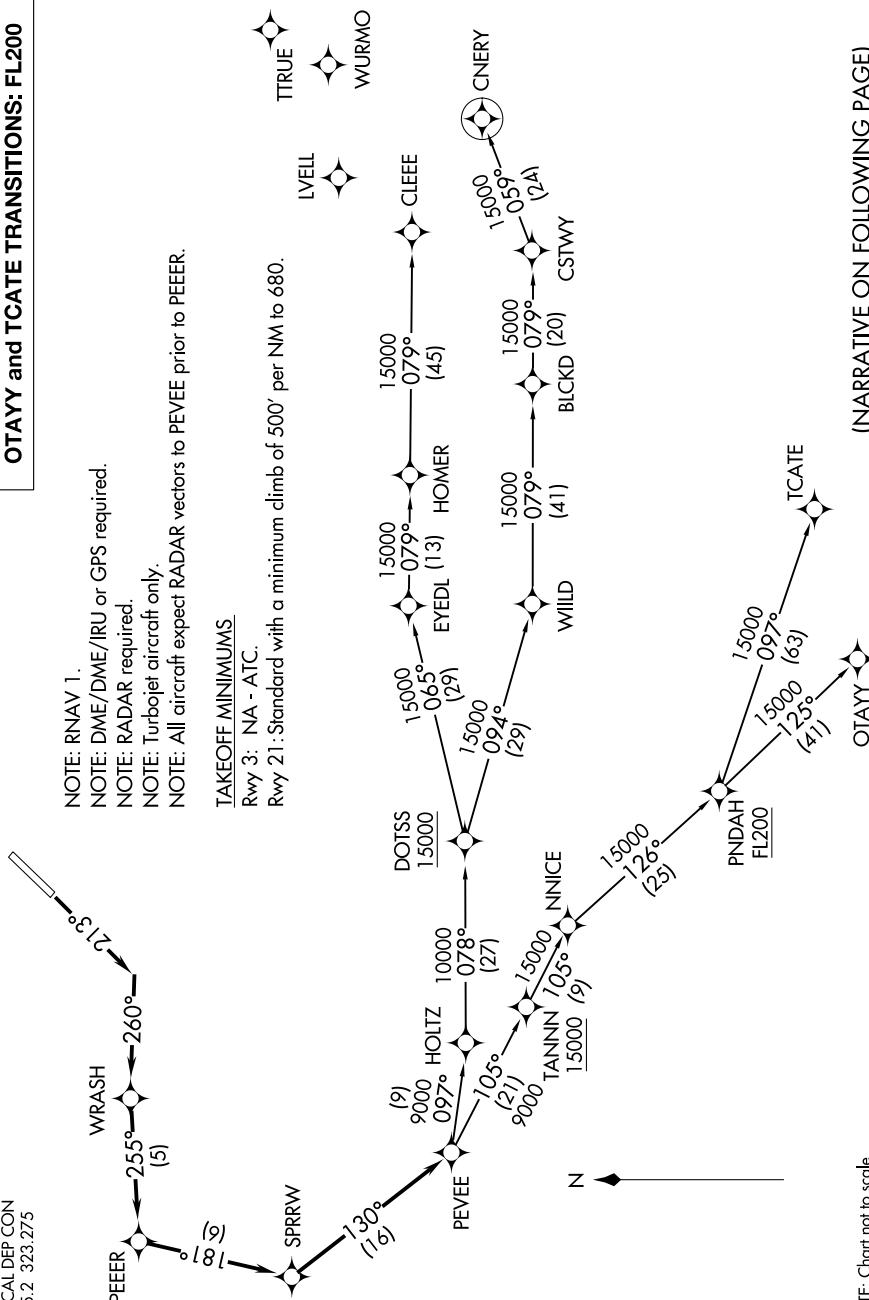 OTAYY and TCATE TRANSITIONS: FL200
CAL DEP CON
5.2 323.275
NOTE: RNAV 1.
NOTE: DME/DME/IRU or GPS required.
NOTE: RADAR required.
NOTE: Turbojet aircraft only.
NOTE: All aircraft expect RADAR vectors to PEVEE prior to PEEER.
TAKEOFF MINIMUMS
Rwy 3: NA - ATC.
Rwy 21: Standard with a minimum climb of 500' per NM to 680.
213°
260°
WRASH
255°
(5)
PEEER
181°
(6)
SPRRW
130°
(16)
PEVEE
(9)
9000
097°
HOLTZ
10000
078°
(27)
DOTSS
15000
15000
065°
(29)
EYEDL
15000
079°
(13)
HOMER
15000
079°
(45)
CLEEE
LVELL
TTRUE
WURMO
15000
094°
(29)
WIILD
15000
079°
(41)
BLCKD
15000
079°
(20)
CSTWY
15000
059°
(24)
CNERY
105°
(21)
9000
TANNN
15000
15000
105°
(9)
NNICE
15000
126°
(25)
PNDAH
FL200
15000
097°
(63)
TCATE
15000
125°
(41)
OTAYY
N
(NARRATIVE ON FOLLOWING PAGE)
TE: Chart not to scale